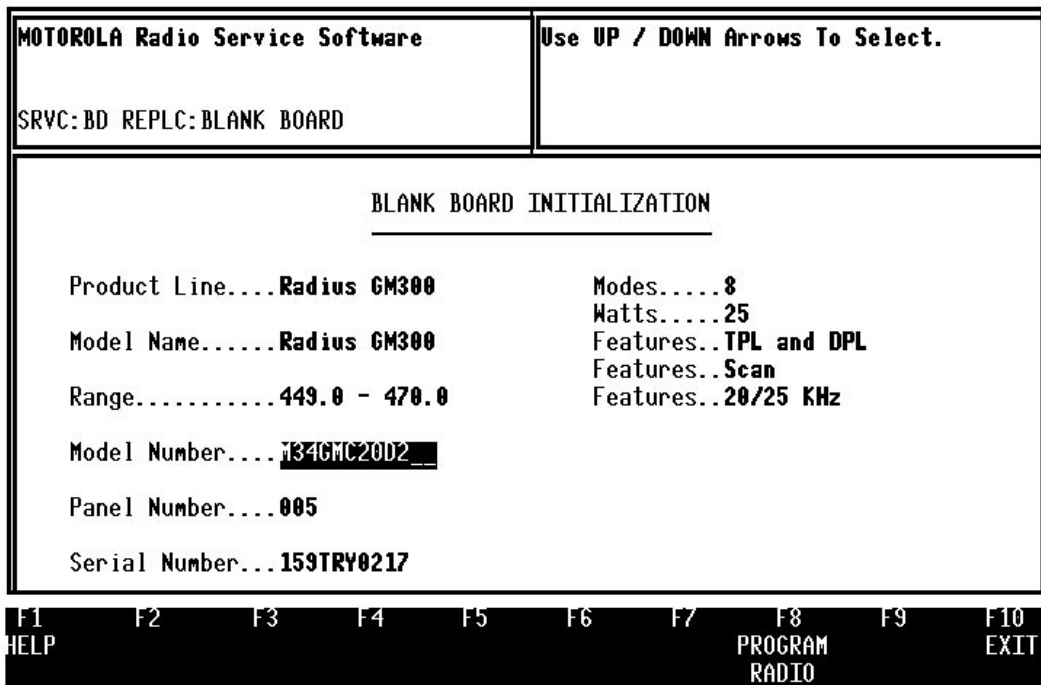 MOTOROLA Radio Service Software
Use UP / DOWN Arrows To Select.
SRVC:BD REPLC:BLANK BOARD
BLANK BOARD INITIALIZATION
Product Line....Radius GM300
Model Name......Radius GM300
Range...........449.0 - 470.0
Model Number....M34GMC20D2__
Panel Number....005
Serial Number...159TRY0217
Modes.....8
Watts.....25
Features..TPL and DPL
Features..Scan
Features..20/25 KHz
F1 F2 F3 F4 F5 F6 F7 F8 F9 F10
HELP PROGRAM EXIT
RADIO